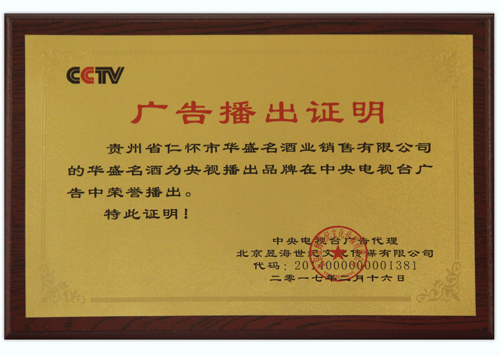 CCTV
广告播出证明
贵州省仁怀市华盛名酒业销售有限公司
的华盛名酒为央视播出品牌在中央电视台广
告中荣誉播出。
特此证明！
中央电视台广告代理
北京昱海世纪文化传媒有限公司
代码：2014000000001381
二零一七年二月十六日